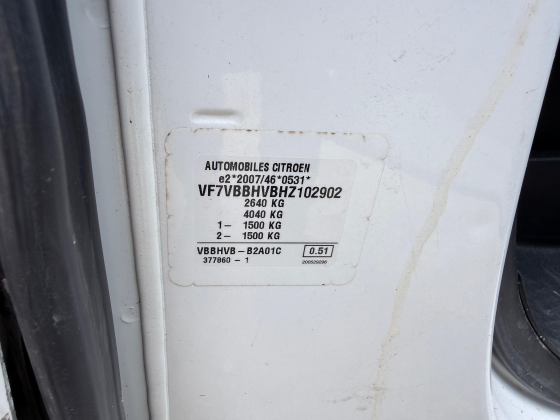 AUTOMOBILES CITROEN
e2*2007/46*0531*
VF7VBBHVBHZ102902
2640 KG
4040 KG
1- 1500 KG
2- 1500 KG
VBBHVB-B2A01C 0.51
377860-1